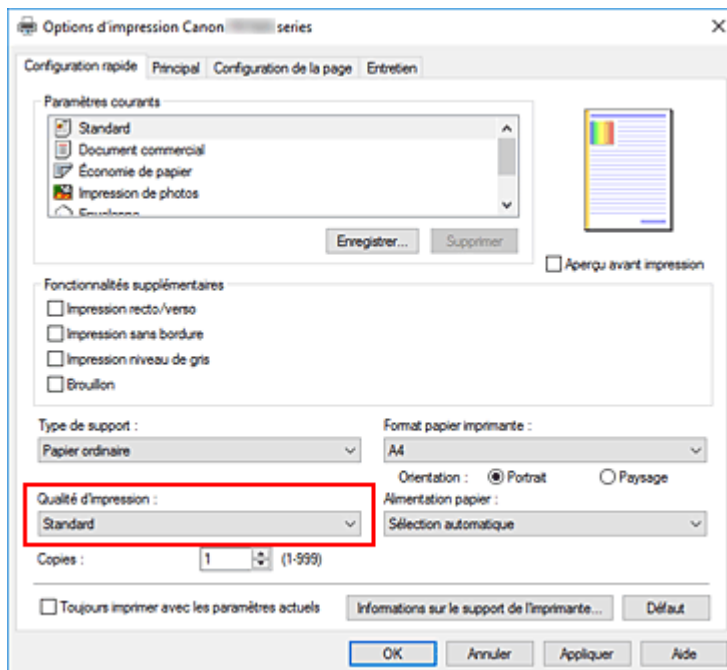 Options d'impression Canon series
Configuration rapide Principal Configuration de la page Entretien
Paramètres courants
Standard
Document commercial
Économie de papier
Impression de photos
Enregistrer... Supprimer
Aperçu avant impression
Fonctionnalités supplémentaires
Impression recto/verso
Impression sans bordure
Impression niveau de gris
Brouillon
Type de support : Format papier imprimante :
Papier ordinaire A4
Orientation : Portrait Paysage
Qualité d'impression : Alimentation papier :
Standard Sélection automatique
Copies : 1 (1-999)
Toujours imprimer avec les paramètres actuels Informations sur le support de l'imprimante... Défaut
OK Annuler Appliquer Aide